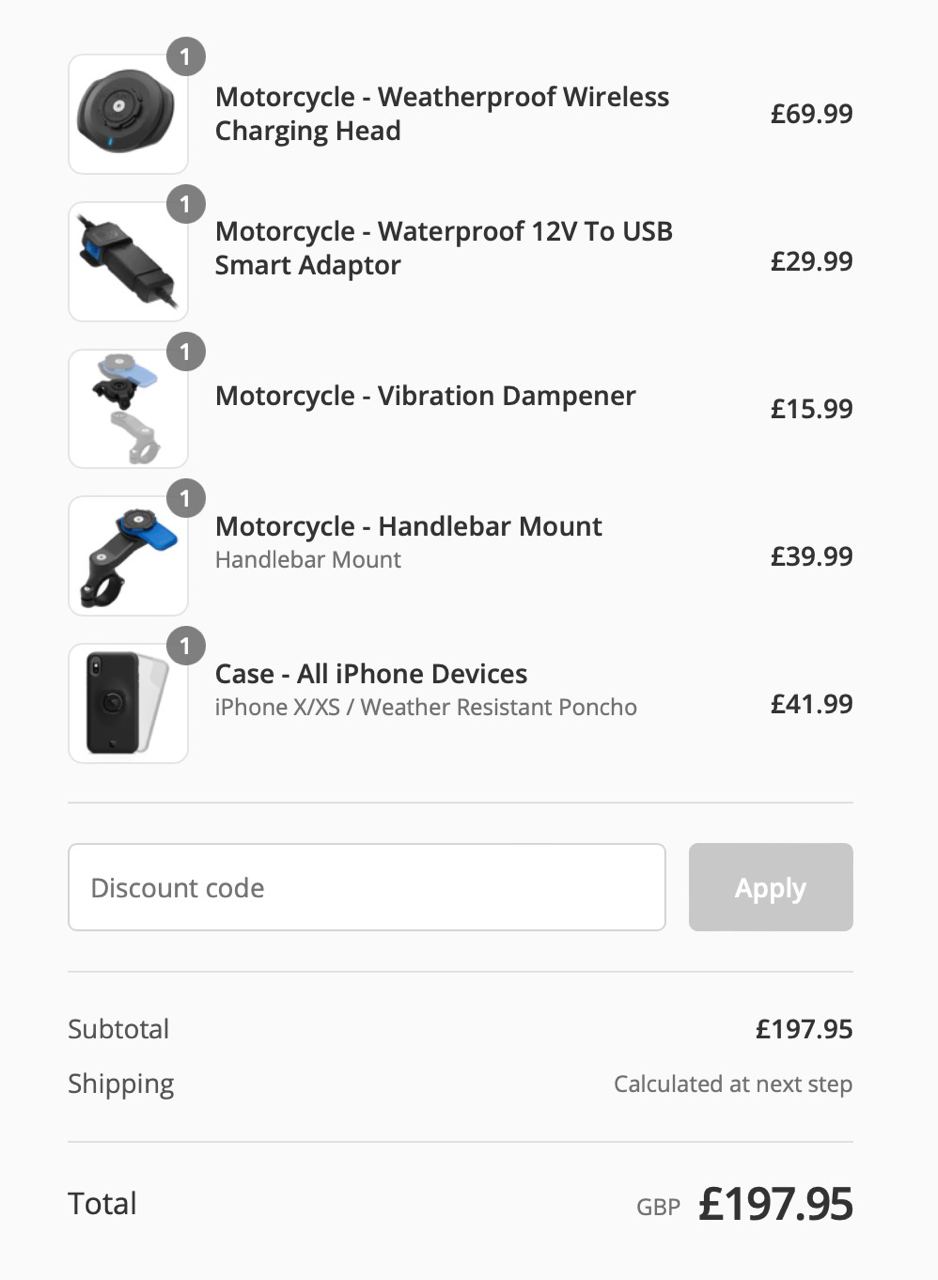 1
Motorcycle - Weatherproof Wireless
Charging Head
£69.99
1
Motorcycle - Waterproof 12V To USB
Smart Adaptor
£29.99
1
Motorcycle - Vibration Dampener
£15.99
1
Motorcycle - Handlebar Mount
Handlebar Mount
£39.99
1
Case - All iPhone Devices
iPhone X/XS / Weather Resistant Poncho
£41.99
Discount code
Apply
Subtotal £197.95
Shipping Calculated at next step
Total GBP £197.95